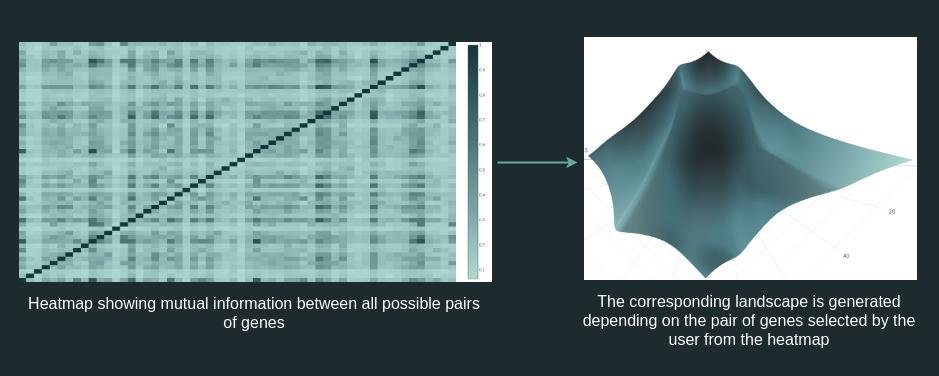 1
0.9
0.8
0.7
0.6
0.5
0.4
0.3
0.2
0.1
5
20
40
Heatmap showing mutual information between all possible pairs
of genes
The corresponding landscape is generated
depending on the pair of genes selected by the
user from the heatmap